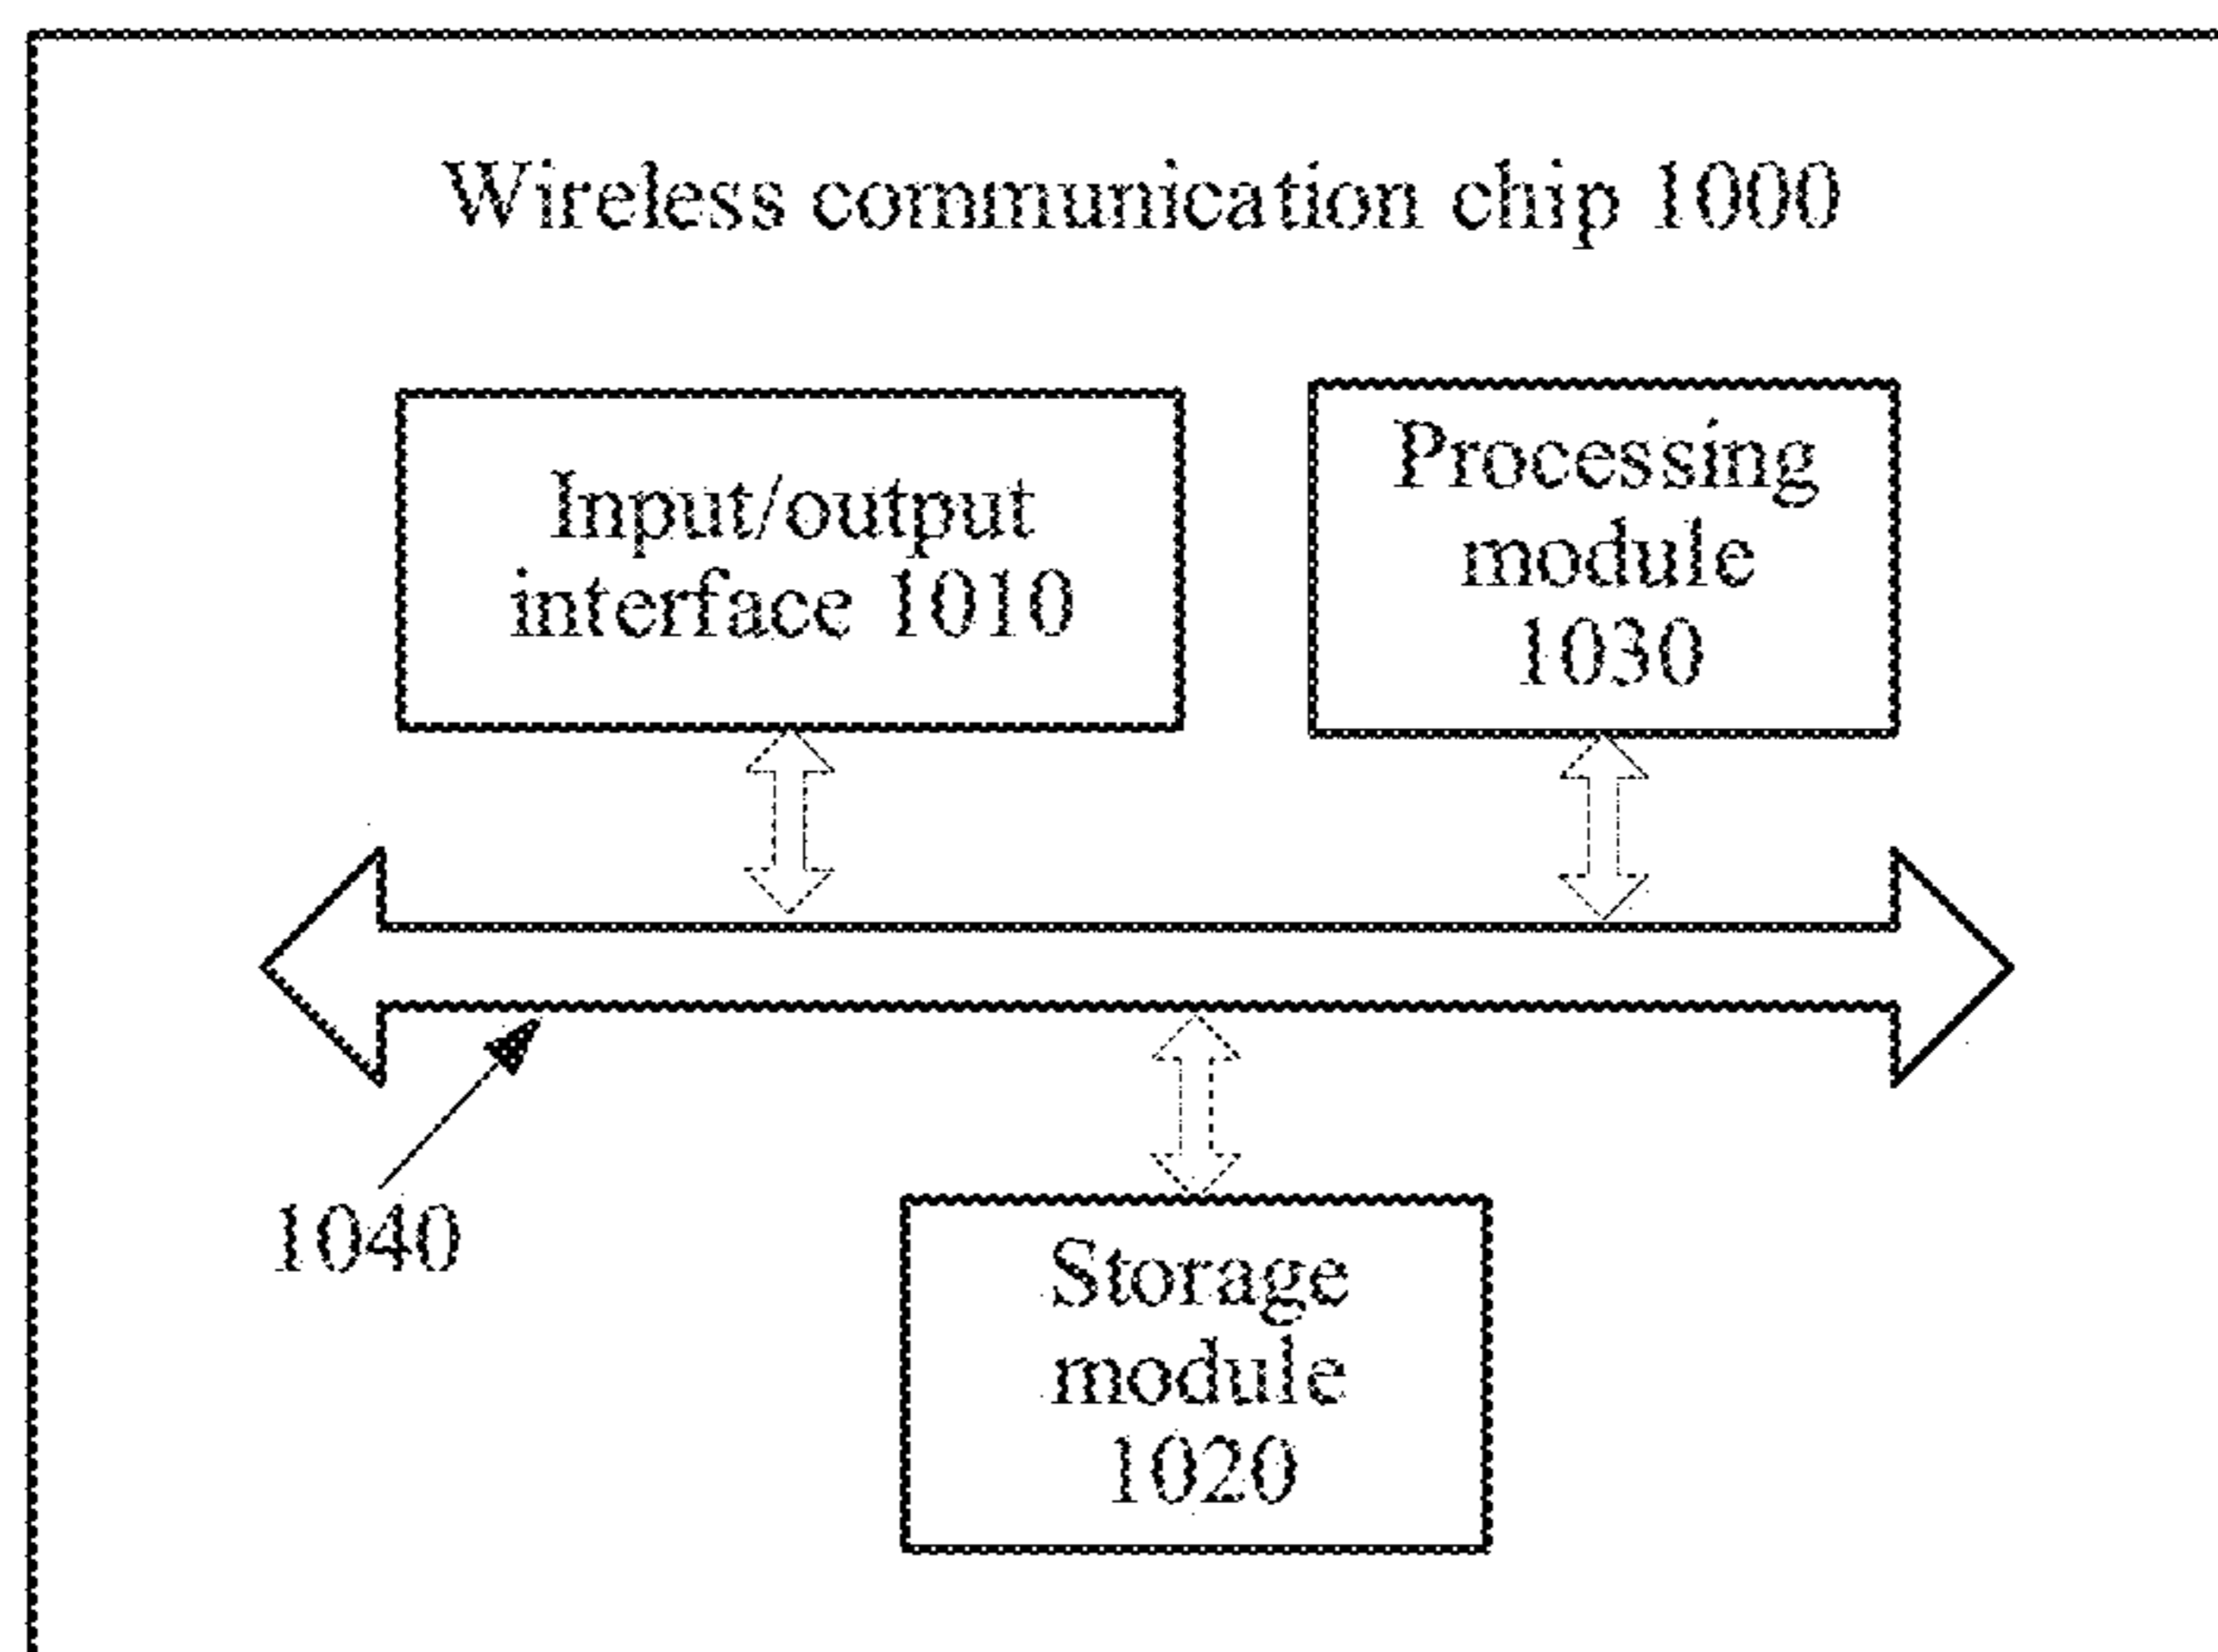 Wireless communication chip 1000
Input/output
interface 1010
Processing
module
1030
1040
Storage
module
1020